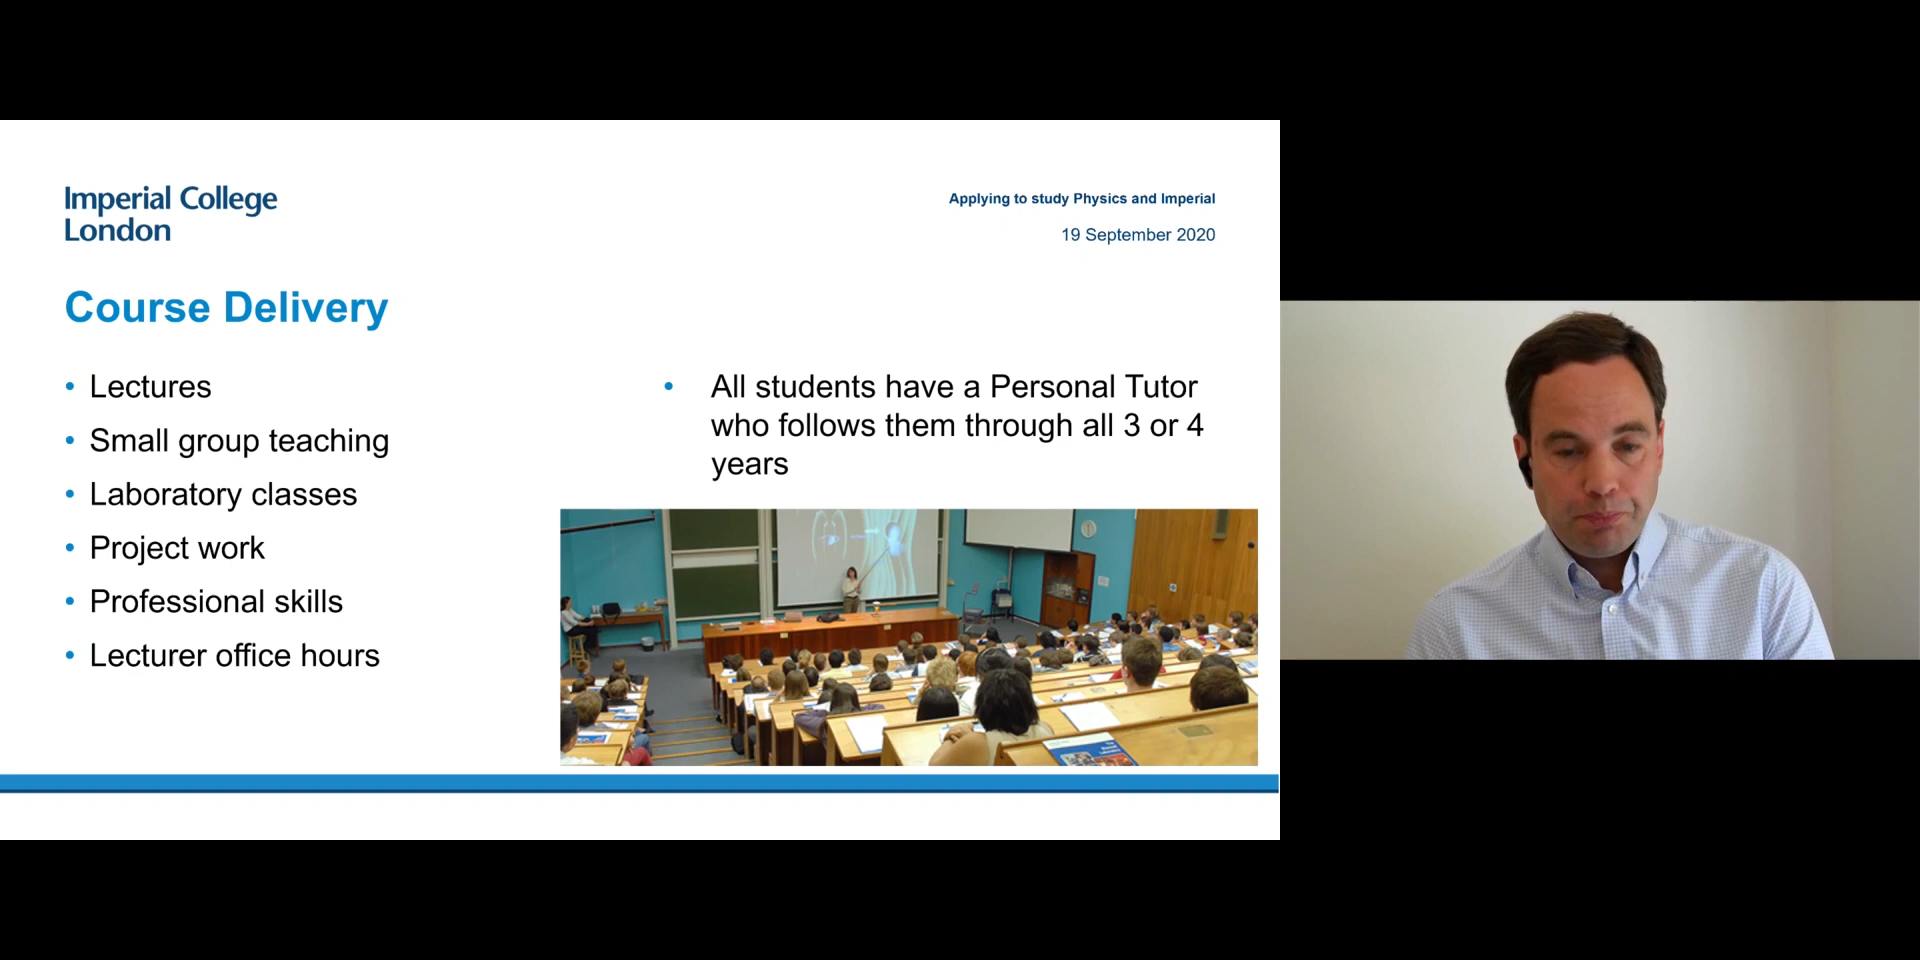 Imperial College
London
Applying to study Physics and Imperial
19 September 2020
Course Delivery
• Lectures
• Small group teaching
• Laboratory classes
• Project work
• Professional skills
• Lecturer office hours
• All students have a Personal Tutor
who follows them through all 3 or 4
years